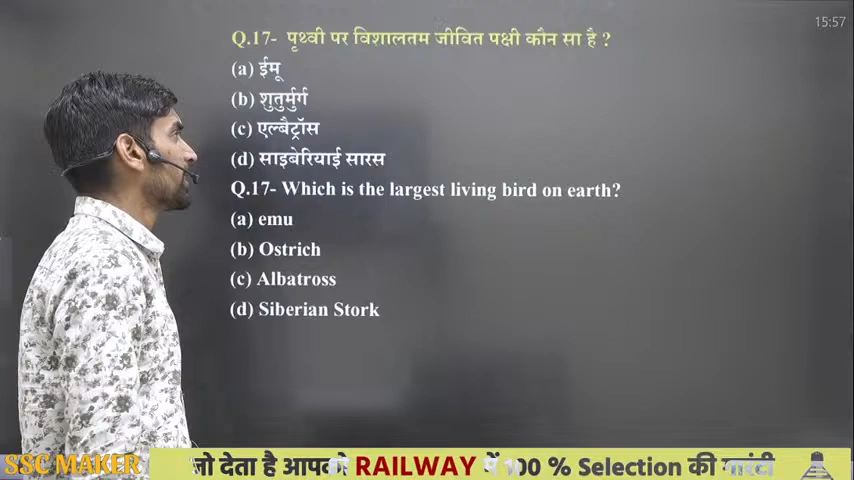 15:57
Q.17- पृथ्वी पर विशालतम जीवित पक्षी कौन सा है ?
(a) ईमू
(b) शुतुर्मुर्ग
(c) एल्बैट्रॉस
(d) साइबेरियाई सारस
Q.17- Which is the largest living bird on earth?
(a) emu
(b) Ostrich
(c) Albatross
(d) Siberian Stork
SSC MAKER जो देता है आपको RAILWAY में 100 % Selection की गारंटी